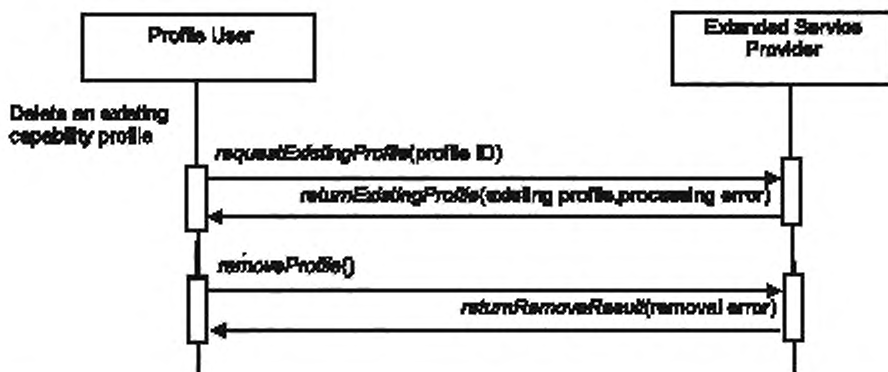 Profile User
Extended Service
Provider
Delete an existing
capability profile
requestExistingProfile(profile ID)
returnExistingProfile(existing profile,processing error)
removeProfile()
returnRemoveResult(removal error)